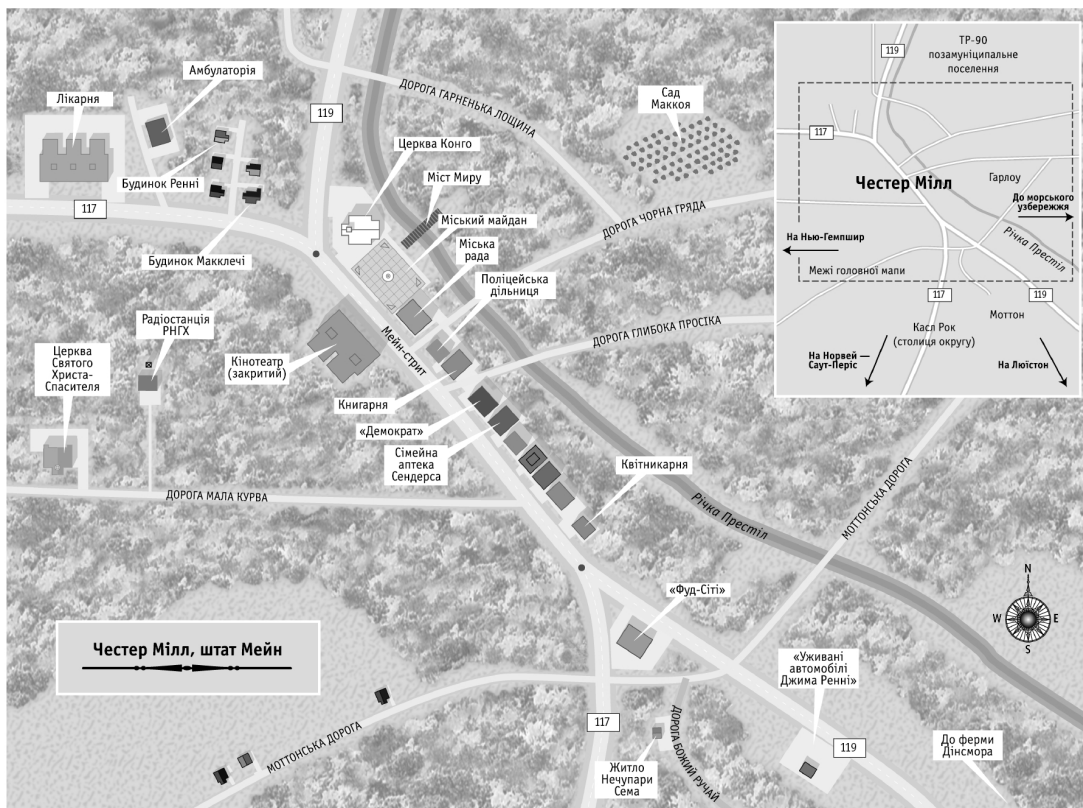 Лікарня
Амбулаторія
119
ДОРОГА ГАРНЕНЬКА ЛОЩИНА
Сад
Маккоя
Церква Конго
Міст Миру
Міський майдан
Міська
рада
Поліцейська
дільниця
Будинок Ренні
117
Будинок Макклечі
ДОРОГА ЧОРНА ГРЯДА
Радіостанція
РНГХ
Церква
Святого
Христа-
Спасителя
Кінотеатр
(закритий)
Мейн-стрит
ДОРОГА ГЛИБОКА ПРОСІКА
Книгарня
«Демократ»
Сімейна
аптека
Сендерса
Квітникарня
ДОРОГА МАЛА КУРВА
Річка Престіл
МОТТОНСЬКА ДОРОГА
«Фуд-Сіті»
Честер Мілл, штат Мейн
«Уживані
автомобілі
Джима Ренні»
МОТТОНСЬКА ДОРОГА
117
Житло
Нечупари
Сема
ДОРОГА БОЖИЙ РУЧАЙ
119
До ферми
Дінсмора
N
W
E
S
119
ТР-90
позамуніципальне
поселення
117
Честер Мілл
Гарлоу
До морського
узбережжя
На Нью-Гемпшир
Річка Престіл
Межі головної мапи
117
119
Моттон
Касл Рок
(столиця округу)
На Норвей —
Саут-Періс
На Люїстон